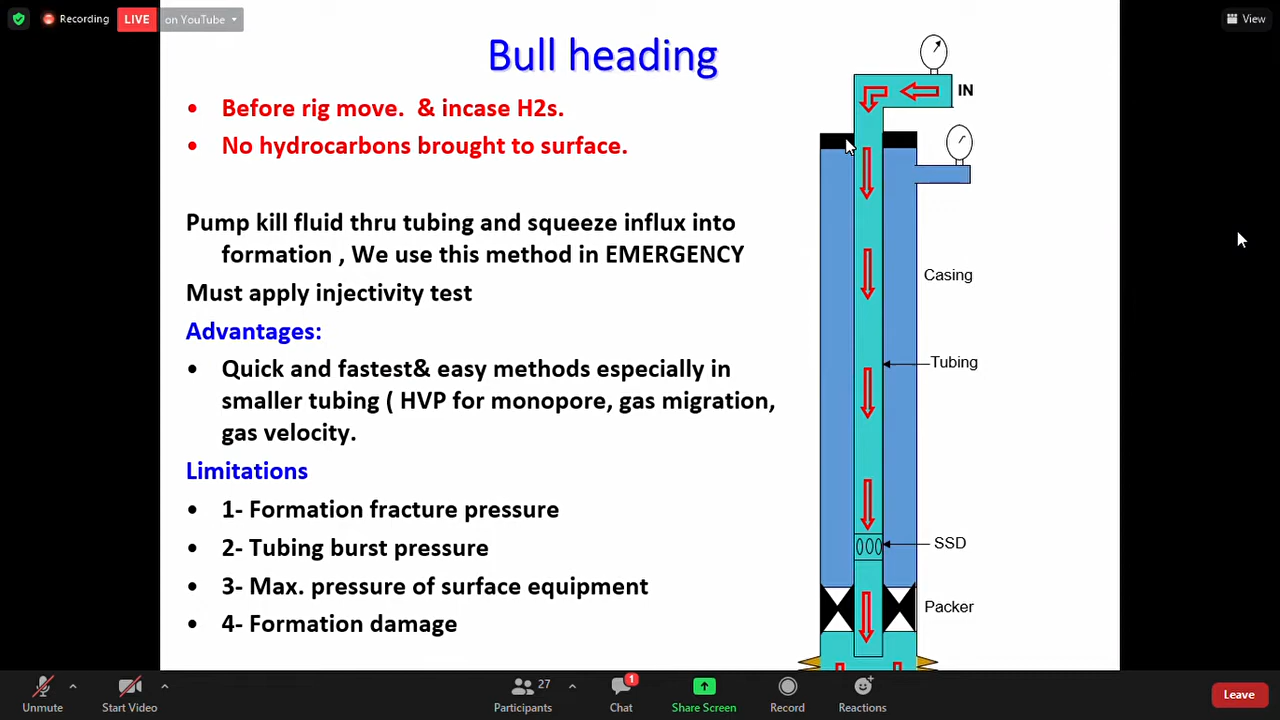 Recording LIVE on YouTube
View
Bull heading
• Before rig move.  & incase H2s.
• No hydrocarbons brought to surface.
Pump kill fluid thru tubing and squeeze influx into
formation , We use this method in EMERGENCY
Must apply injectivity test
Advantages:
• Quick and fastest& easy methods especially in
smaller tubing ( HVP for monopore, gas migration,
gas velocity.
Limitations
• 1- Formation fracture pressure
• 2- Tubing burst pressure
• 3- Max. pressure of surface equipment
• 4- Formation damage
IN
Casing
Tubing
SSD
Packer
Unmute
Start Video
27
Participants
1
Chat
Share Screen
Record
Reactions
Leave